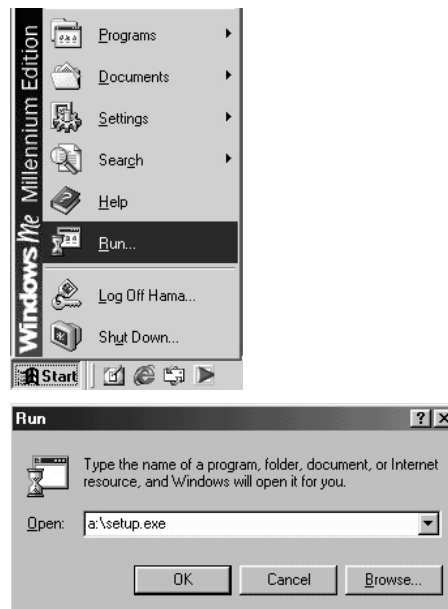 Windows Me Millennium Edition
Programs
Documents
Settings
Search
Help
Run...
Log Off Hama...
Shut Down...
Start
Run
Type the name of a program, folder, document, or Internet
resource, and Windows will open it for you.
Open: a:\setup.exe
OK Cancel Browse...